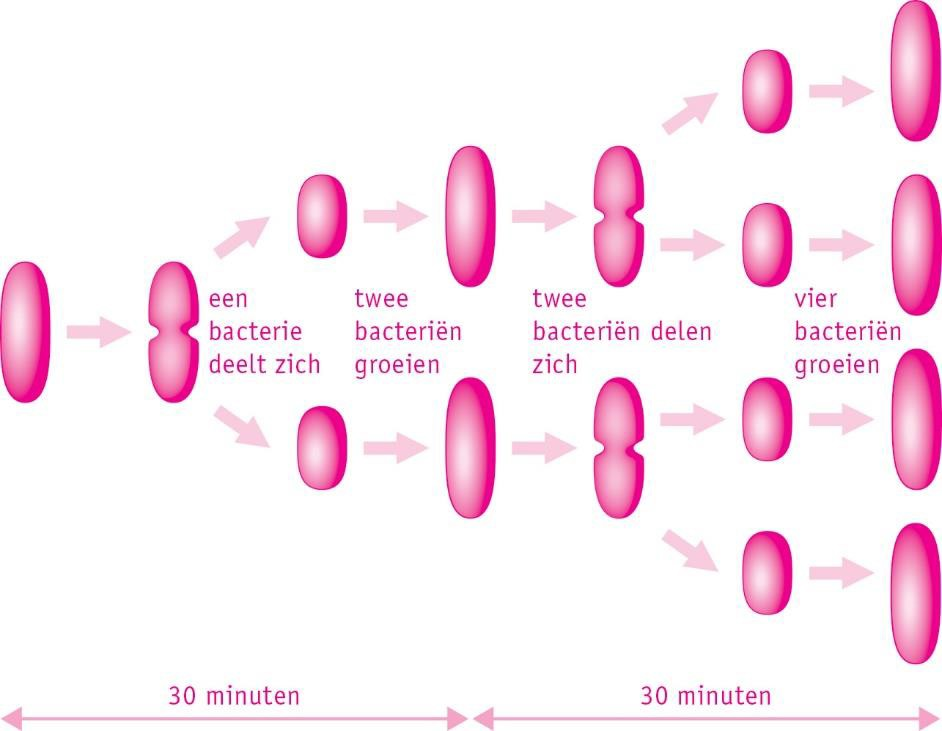 een
bacterie
deelt zich
twee
bacteriën
groeien
twee
bacteriën delen
zich
vier
bacteriën
groeien
30 minuten
30 minuten